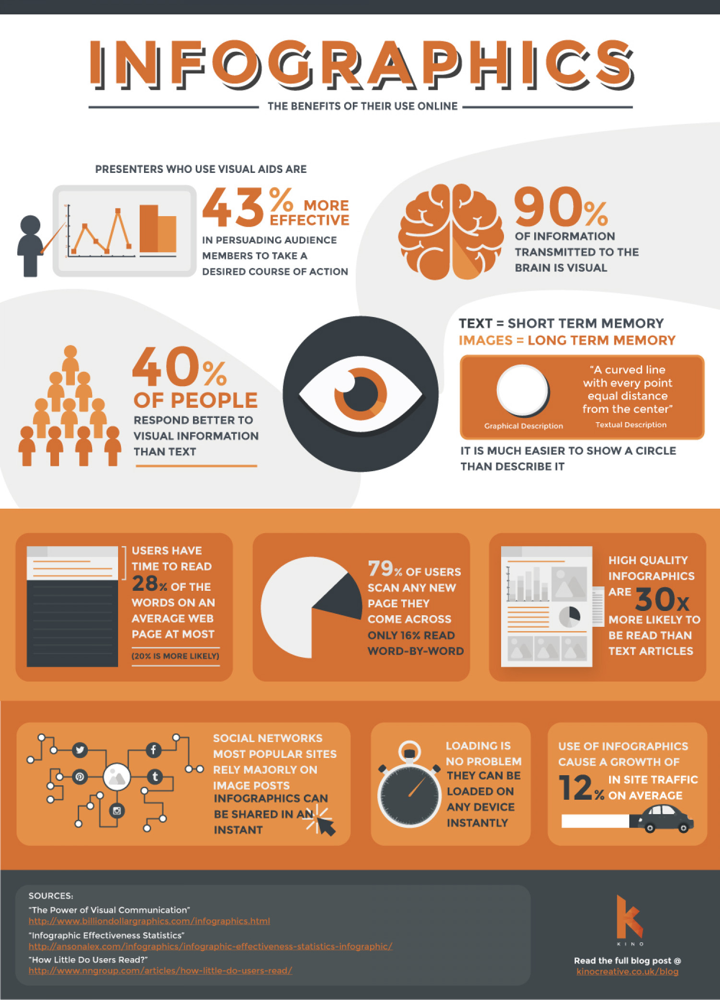 INFOGRAPHICS
THE BENEFITS OF THEIR USE ONLINE
PRESENTERS WHO USE VISUAL AIDS ARE
43% MORE
EFFECTIVE
IN PERSUADING AUDIENCE
MEMBERS TO TAKE A
DESIRED COURSE OF ACTION
90%
OF INFORMATION
TRANSMITTED TO THE
BRAIN IS VISUAL
40%
OF PEOPLE
RESPOND BETTER TO
VISUAL INFORMATION
THAN TEXT
TEXT = SHORT TERM MEMORY
IMAGES = LONG TERM MEMORY
"A curved line
with every point
equal distance
from the center"
Graphical Description
Textual Description
IT IS MUCH EASIER TO SHOW A CIRCLE
THAN DESCRIBE IT
USERS HAVE
TIME TO READ
28% OF THE
WORDS ON AN
AVERAGE WEB
PAGE AT MOST
(20% IS MORE LIKELY)
79% OF USERS
SCAN ANY NEW
PAGE THEY
COME ACROSS
ONLY 16% READ
WORD-BY-WORD
HIGH QUALITY
INFOGRAPHICS
ARE 30x
MORE LIKELY TO
BE READ THAN
TEXT ARTICLES
SOCIAL NETWORKS
MOST POPULAR SITES
RELY MAJORLY ON
IMAGE POSTS
INFOGRAPHICS CAN
BE SHARED IN AN
INSTANT
LOADING IS
NO PROBLEM
THEY CAN BE
LOADED ON
ANY DEVICE
INSTANTLY
USE OF INFOGRAPHICS
CAUSE A GROWTH OF
12% IN SITE TRAFFIC
ON AVERAGE
SOURCES:
"The Power of Visual Communication"
http://www.billiondollargraphics.com/infographics.html
"Infographic Effectiveness Statistics"
http://ansonalex.com/infographics/infographic-effectiveness-statistics-infographic/
"How Little Do Users Read?"
http://www.nngroup.com/articles/how-little-do-users-read/
KINO
Read the full blog post @
kinocreative.co.uk/blog